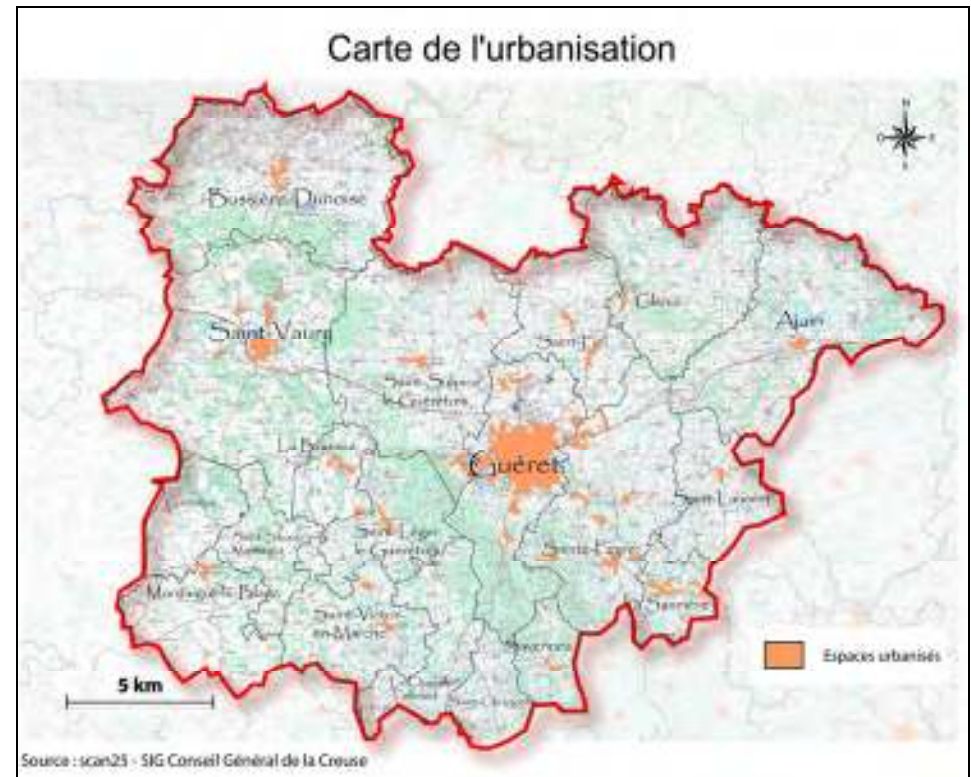 Carte de l'urbanisation
N
Bussière-Dunoise
Glénic
Ajain
Saint-Vaury
Saint-Sulpice
le-Guérétois
Guéret
La Brionne
Saint-Laurent
Saint-Léger
le-Guérétois
Sainte-Feyre
Montaigut-le-Blanc
Saint-Victor
en-Marche
Savennes
Espaces urbanisés
5 km
Source : scan25 - SIG Conseil Général de la Creuse